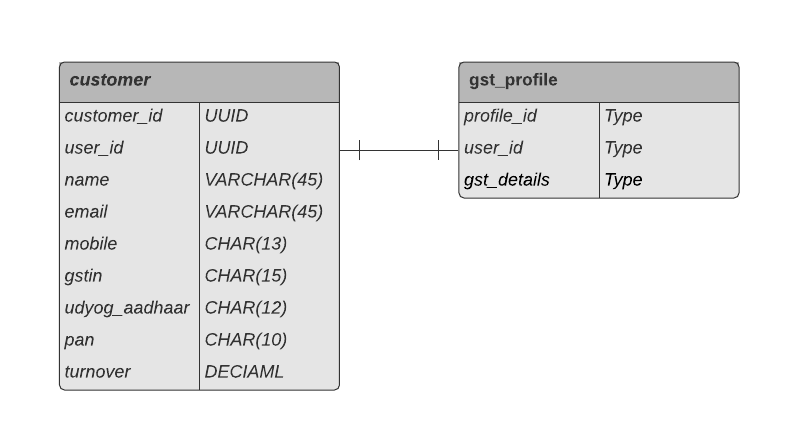 customer
customer_id UUID
user_id UUID
name VARCHAR(45)
email VARCHAR(45)
mobile CHAR(13)
gstin CHAR(15)
udyog_aadhaar CHAR(12)
pan CHAR(10)
turnover DECIAML
gst_profile
profile_id Type
user_id Type
gst_details Type